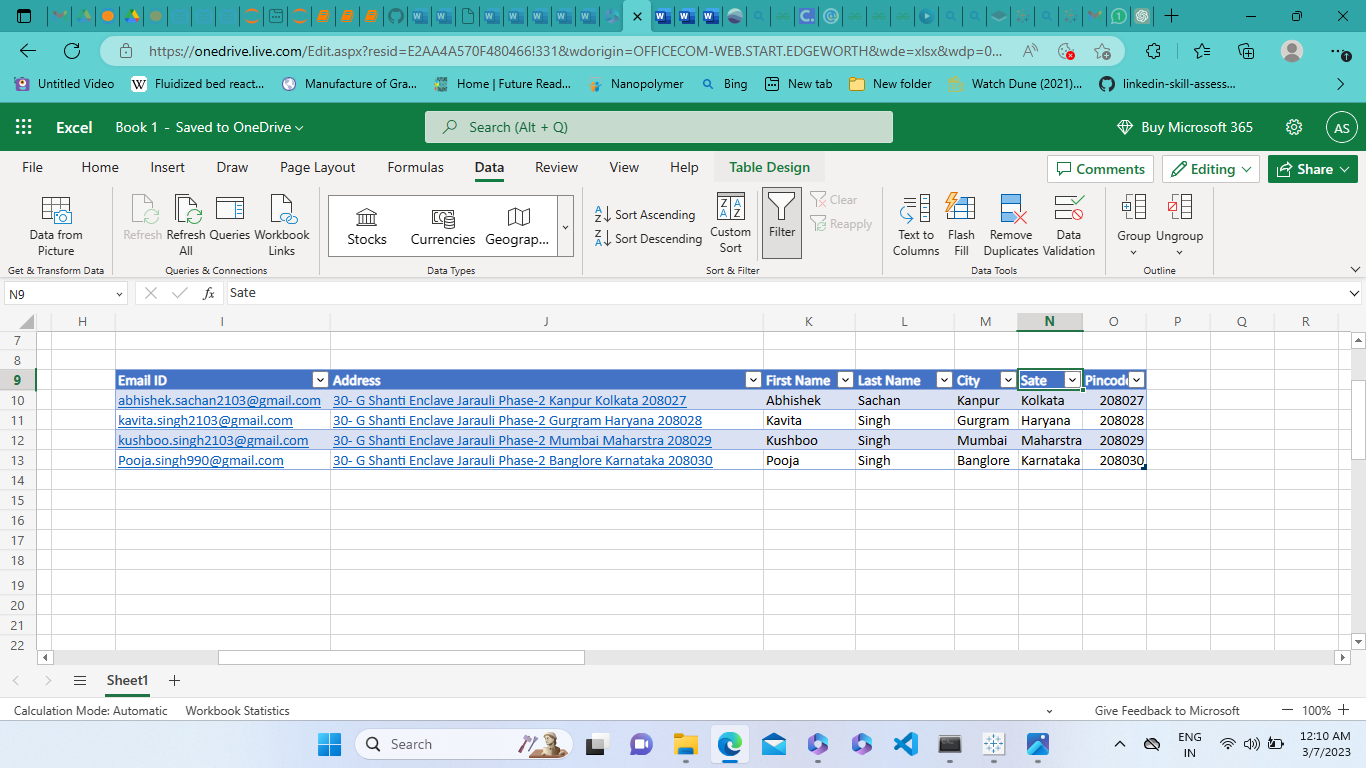 https://onedrive.live.com/Edit.aspx?resid=E2AA4A570F480466!331&wdorigin=OFFICECOM-WEB.START.EDGEWORTH&wde=xlsx&wdp=0...
Untitled Video Fluidized bed react... Manufacture of Gra... Home | Future Read... Nanopolymer Bing New tab New folder Watch Dune (2021)... linkedin-skill-assess...
Excel Book 1 - Saved to OneDrive Search (Alt + Q) Buy Microsoft 365 AS
File Home Insert Draw Page Layout Formulas Data Review View Help Table Design Comments Editing Share
Data from Picture
Get & Transform Data
Refresh Refresh All Queries Workbook Links
Queries & Connections
Stocks Currencies Geograp...
Data Types
Sort Ascending
Sort Descending
Custom Sort
Filter
Clear
Reapply
Sort & Filter
Text to Columns Flash Fill Remove Duplicates Data Validation
Data Tools
Group Ungroup
Outline
N9 fx Sate
H I J K L M N O P Q R
7
8
9 Email ID Address First Name Last Name City Sate Pincode
10 abhishek.sachan2103@gmail.com 30- G Shanti Enclave Jarauli Phase-2 Kanpur Kolkata 208027 Abhishek Sachan Kanpur Kolkata 208027
11 kavita.singh2103@gmail.com 30- G Shanti Enclave Jarauli Phase-2 Gurgram Haryana 208028 Kavita Singh Gurgram Haryana 208028
12 kushboo.singh2103@gmail.com 30- G Shanti Enclave Jarauli Phase-2 Mumbai Maharstra 208029 Kushboo Singh Mumbai Maharstra 208029
13 Pooja.singh990@gmail.com 30- G Shanti Enclave Jarauli Phase-2 Banglore Karnataka 208030 Pooja Singh Banglore Karnataka 208030
14
15
16
17
18
19
20
21
22
Sheet1
Calculation Mode: Automatic Workbook Statistics Give Feedback to Microsoft 100%
Search ENG IN 12:10 AM 3/7/2023